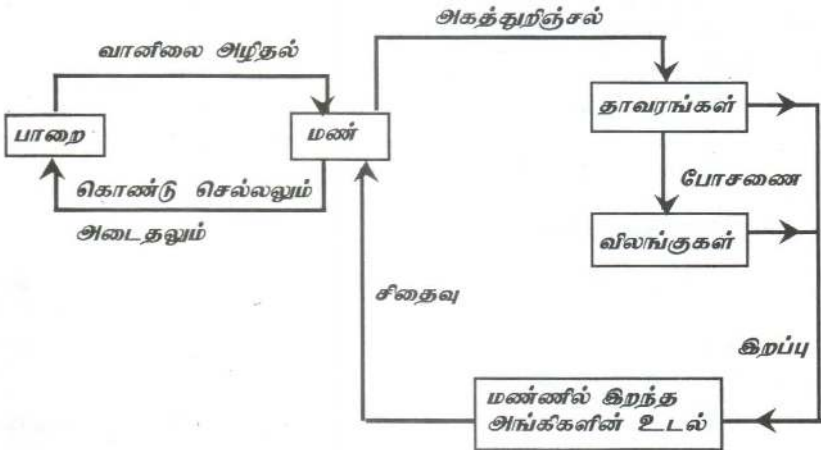 அகத்துறிஞ்சல்
வானிலை அழிதல்
பாறை
மண்
தாவரங்கள்
கொண்டு செல்லலும்
அடைதலும்
போசணை
விலங்குகள்
சிதைவு
இறப்பு
மண்ணில் இறந்த
அங்கிகளின் உடல்